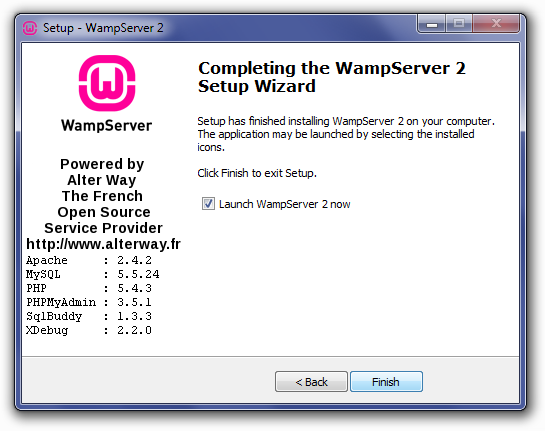 Setup - WampServer 2
WampServer
Powered by
Alter Way
The French
Open Source
Service Provider
http://www.alterway.fr
Apache : 2.4.2
MySQL : 5.5.24
PHP : 5.4.3
PHPMyAdmin : 3.5.1
SqlBuddy : 1.3.3
XDebug : 2.2.0
Completing the WampServer 2
Setup Wizard
Setup has finished installing WampServer 2 on your computer.
The application may be launched by selecting the installed
icons.
Click Finish to exit Setup.
Launch WampServer 2 now
< Back
Finish